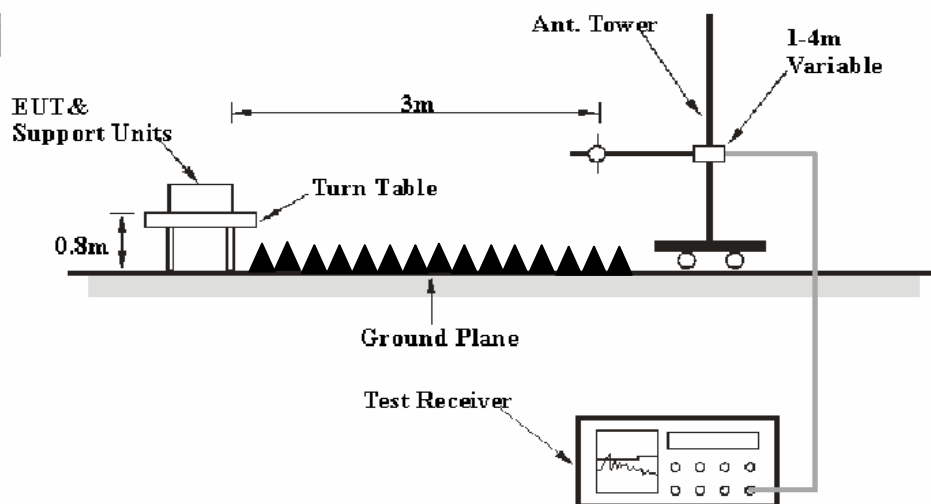 Ant. Tower
1-4m
Variable
EUT&
Support Units
3m
Turn Table
0.8m
Ground Plane
Test Receiver